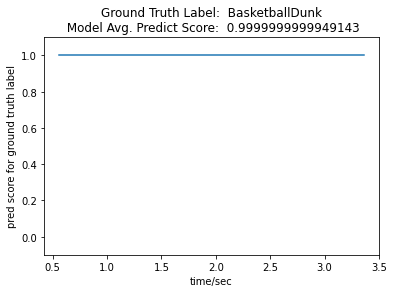 Ground Truth Label:  BasketballDunk
Model Avg. Predict Score:  0.9999999999949143
1.0
0.8
0.6
0.4
0.2
0.0
pred score for ground truth label
0.5 1.0 1.5 2.0 2.5 3.0 3.5
time/sec